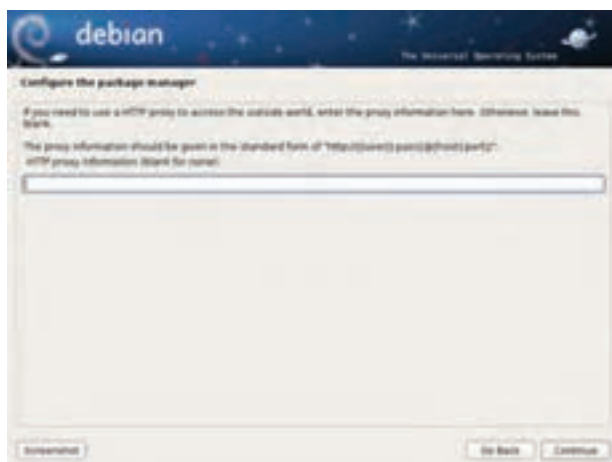 debian
The Universal Operating System
Configure the package manager
If you need to use a HTTP proxy to access the outside world, enter the proxy information here. Otherwise, leave this
blank.
The proxy information should be given in the standard form of "http://[[user][:pass]@]host[:port]/".
HTTP proxy information (blank for none):
Screenshot
Go Back
Continue